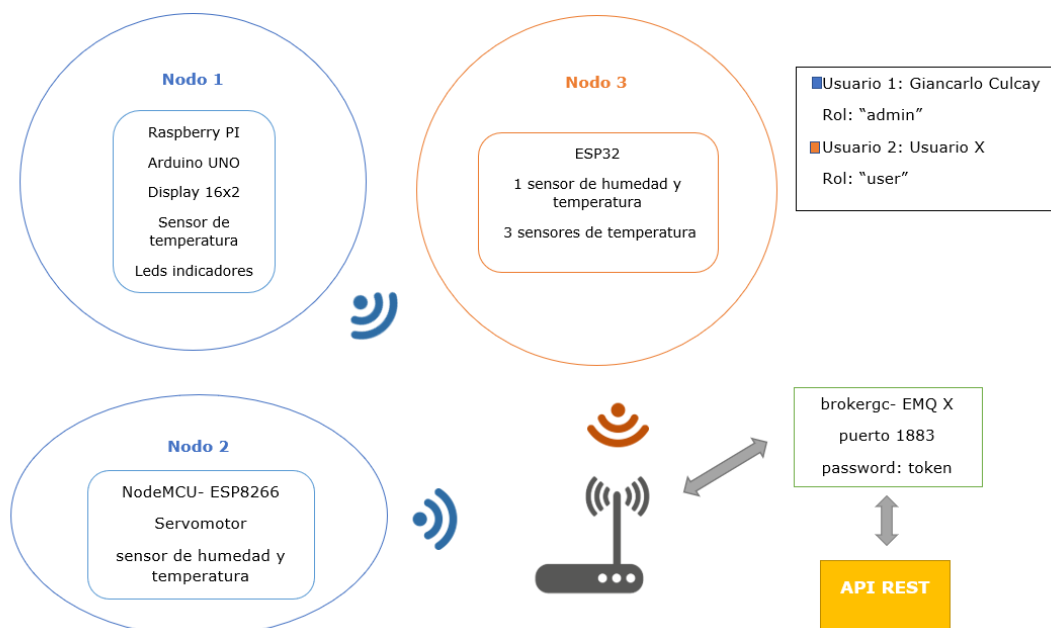 Nodo 1
Raspberry PI
Arduino UNO
Display 16x2
Sensor de
temperatura
Leds indicadores
Nodo 3
ESP32
1 sensor de humedad y
temperatura
3 sensores de temperatura
Usuario 1: Giancarlo Culcay
Rol: “admin”
Usuario 2: Usuario X
Rol: “user”
Nodo 2
NodeMCU- ESP8266
Servomotor
sensor de humedad y
temperatura
brokergc- EMQ X
puerto 1883
password: token
API REST